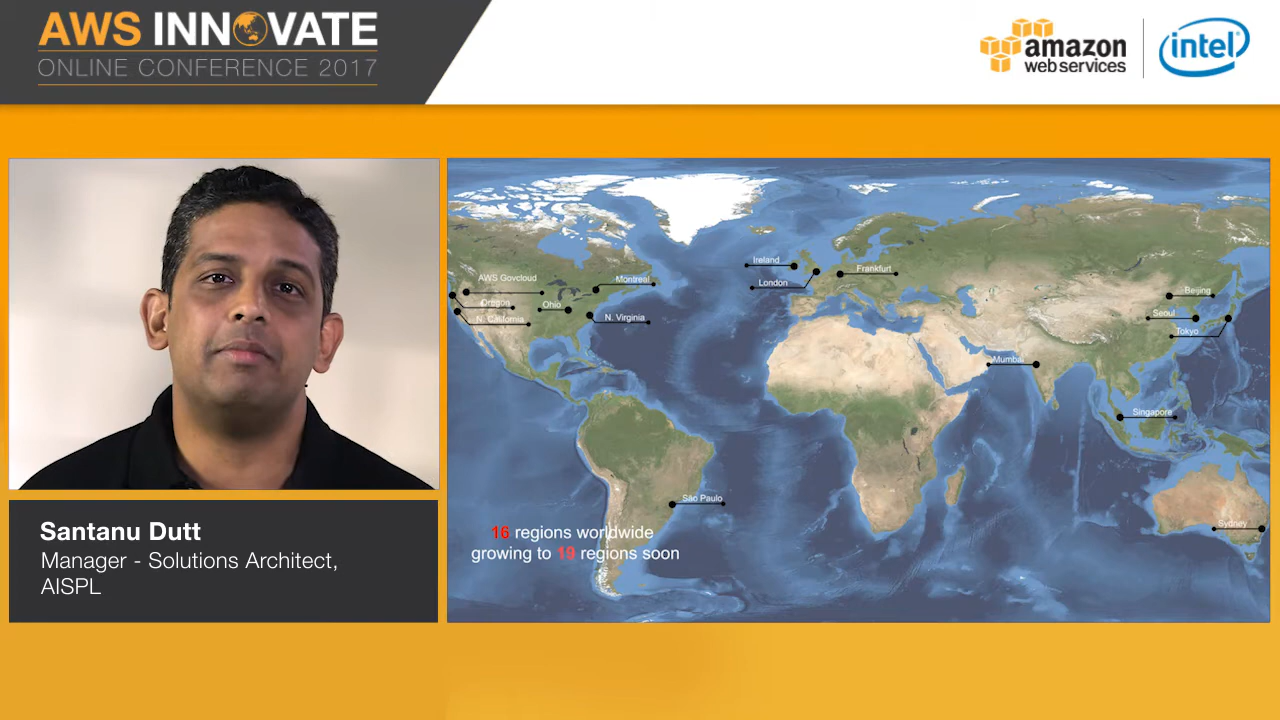 AWS INNOVATE
ONLINE CONFERENCE 2017
amazon
web services
intel
Santanu Dutt
Manager - Solutions Architect,
AISPL
AWS Govcloud
Oregon
N. California
Ohio
Montreal
N. Virginia
Ireland
London
Frankfurt
Beijing
Seoul
Tokyo
Mumbai
Singapore
São Paulo
Sydney
16 regions worldwide
growing to 19 regions soon